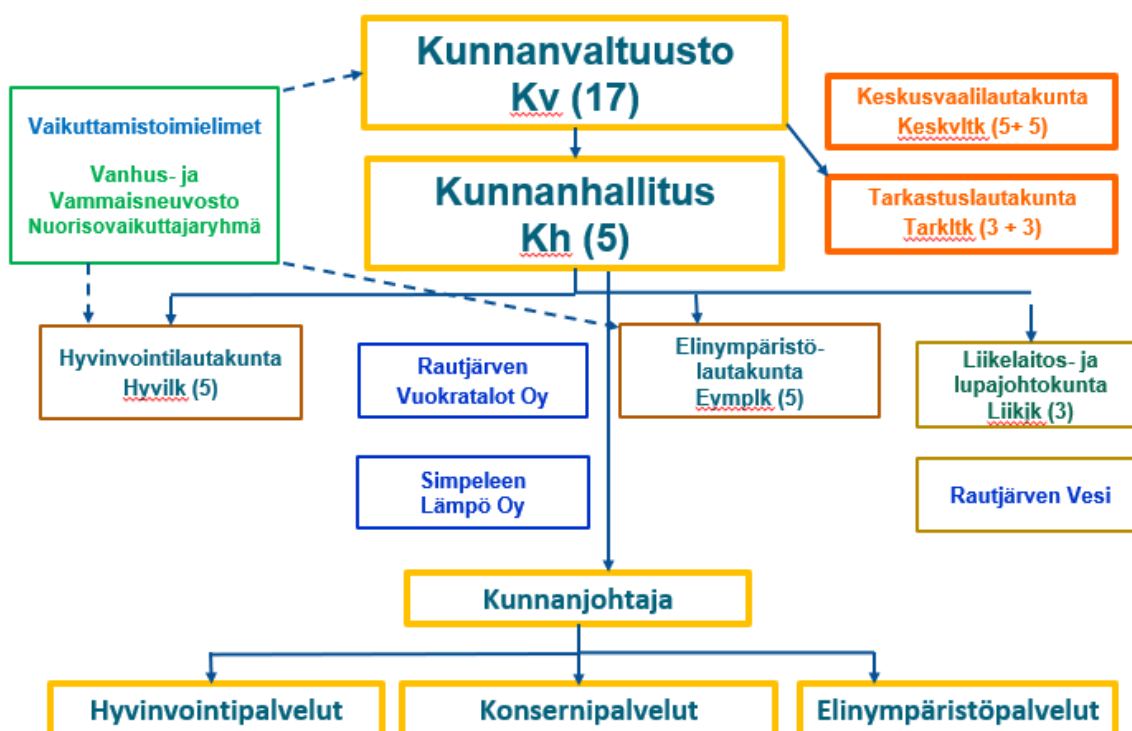 Kunnanvaltuusto
Kv (17)
Keskusvaalilautakunta
Keskvltk (5+ 5)
Vaikuttamistoimielimet
Vanhus- ja
Vammaisneuvosto
Nuorisovaikuttajaryhmä
Kunnanhallitus
Kh (5)
Tarkastuslautakunta
Tarkltk (3 + 3)
Hyvinvointilautakunta
Hyvilk (5)
Rautjärven
Vuokratalot Oy
Elinympäristö-
lautakunta
Eymplk (5)
Liikelaitos- ja
lupajohtokunta
Liikjk (3)
Simpeleen
Lämpö Oy
Rautjärven Vesi
Kunnanjohtaja
Hyvinvointipalvelut
Konsernipalvelut
Elinympäristöpalvelut